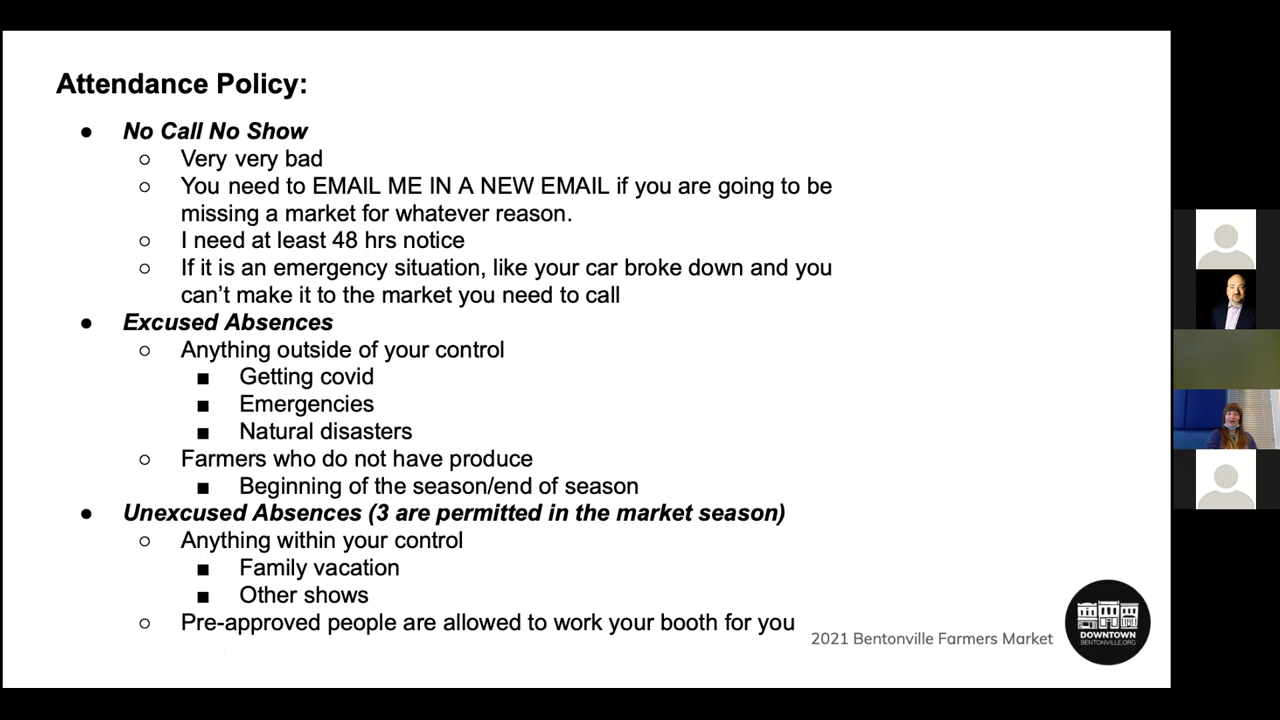 Attendance Policy:
● No Call No Show
○ Very very bad
○ You need to EMAIL ME IN A NEW EMAIL if you are going to be
missing a market for whatever reason.
○ I need at least 48 hrs notice
○ If it is an emergency situation, like your car broke down and you
can’t make it to the market you need to call
● Excused Absences
○ Anything outside of your control
■ Getting covid
■ Emergencies
■ Natural disasters
○ Farmers who do not have produce
■ Beginning of the season/end of season
● Unexcused Absences (3 are permitted in the market season)
○ Anything within your control
■ Family vacation
■ Other shows
○ Pre-approved people are allowed to work your booth for you
2021 Bentonville Farmers Market
DOWNTOWN
BENTONVILLE.ORG